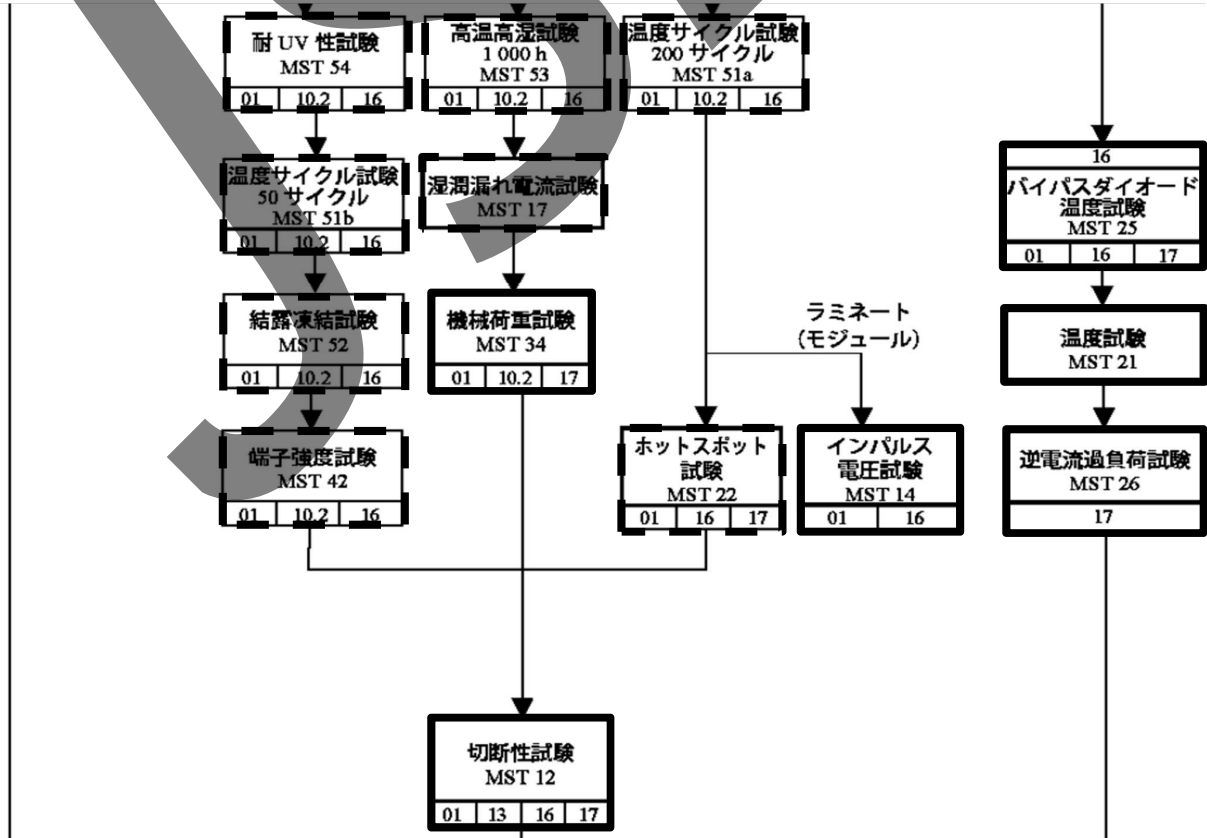 耐 UV 性試験
MST 54
01 10.2 16
高温高湿試験
1 000 h
MST 53
01 10.2 16
温度サイクル試験
200 サイクル
MST 51a
01 10.2 16
温度サイクル試験
50 サイクル
MST 51b
01 10.2 16
湿潤漏れ電流試験
MST 17
16
バイパスダイオード
温度試験
MST 25
01 16 17
結露凍結試験
MST 52
01 10.2 16
機械荷重試験
MST 34
01 10.2 17
ラミネート
(モジュール)
温度試験
MST 21
端子強度試験
MST 42
01 10.2 16
ホットスポット
試験
MST 22
01 16 17
インパルス
電圧試験
MST 14
01 16
逆電流過負荷試験
MST 26
17
切断性試験
MST 12
01 13 16 17